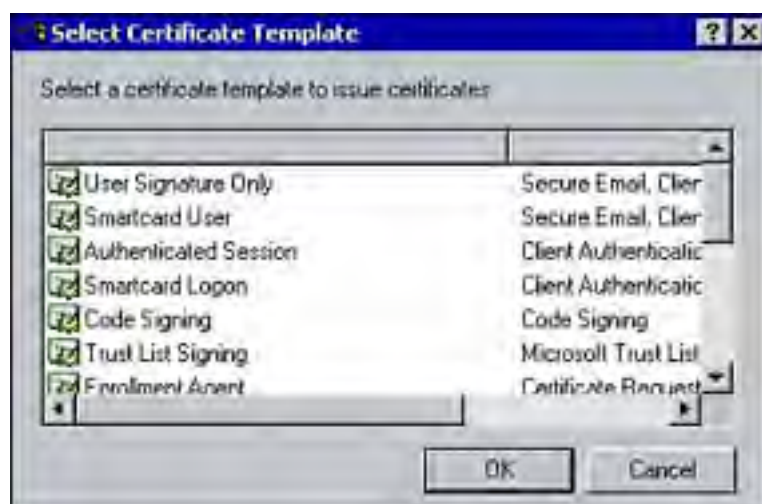 Select Certificate Template
Select a certificate template to issue certificates
User Signature Only Secure Email, Clien
Smartcard User Secure Email, Clien
Authenticated Session Client Authenticatic
Smartcard Logon Client Authenticatic
Code Signing Code Signing
Trust List Signing Microsoft Trust List
Enrollment Agent Certificate Request
OK Cancel